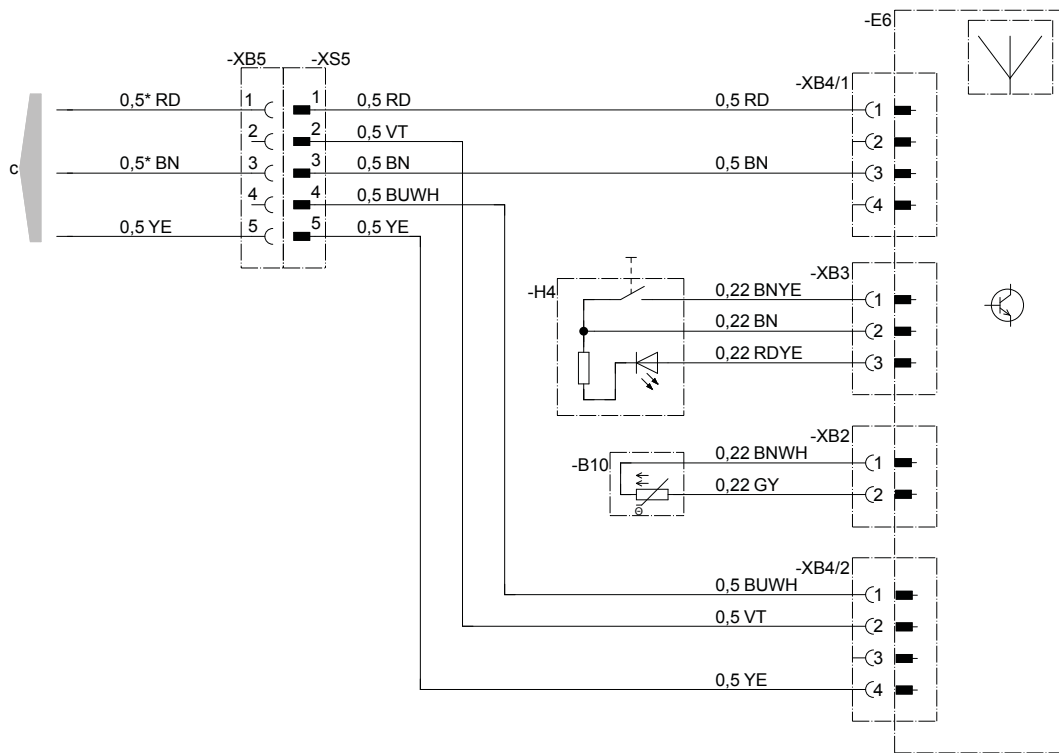 -E6
-XB5 -XS5
-XB4/1
0,5* RD 1 1 0,5 RD 0,5 RD 1
2 2 0,5 VT 2
c 0,5* BN 3 3 0,5 BN 0,5 BN 3
4 4 0,5 BUWH 4
0,5 YE 5 5 0,5 YE
-XB3
-H4 0,22 BNYE 1
0,22 BN 2
0,22 RDYE 3
-XB2
-B10 0,22 BNWH 1
0,22 GY 2
Θ
-XB4/2
0,5 BUWH 1
0,5 VT 2
3
0,5 YE 4